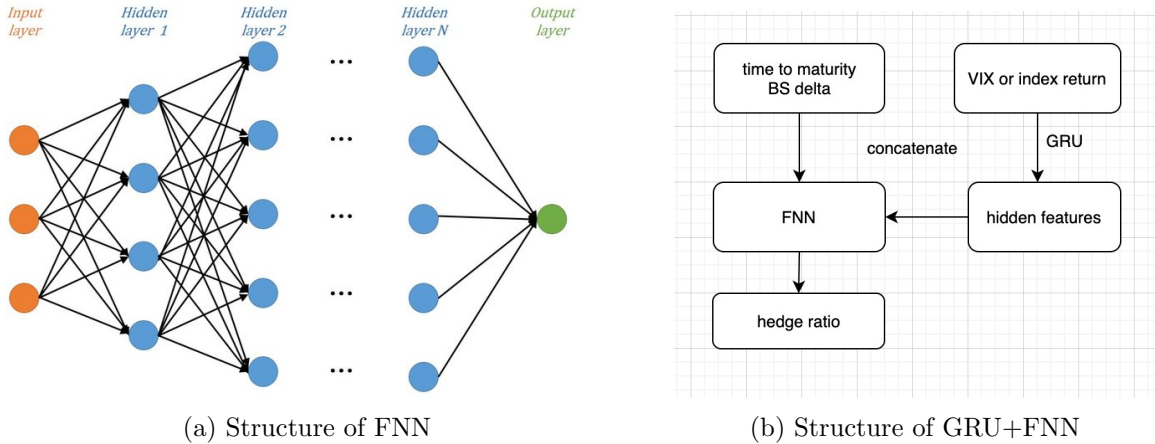 Input
layer
Hidden
layer 1
Hidden
layer 2
Hidden
layer N
Output
layer
...
...
...
...
...
(a) Structure of FNN
time to maturity
BS delta
VIX or index return
concatenate
GRU
FNN
hidden features
hedge ratio
(b) Structure of GRU+FNN